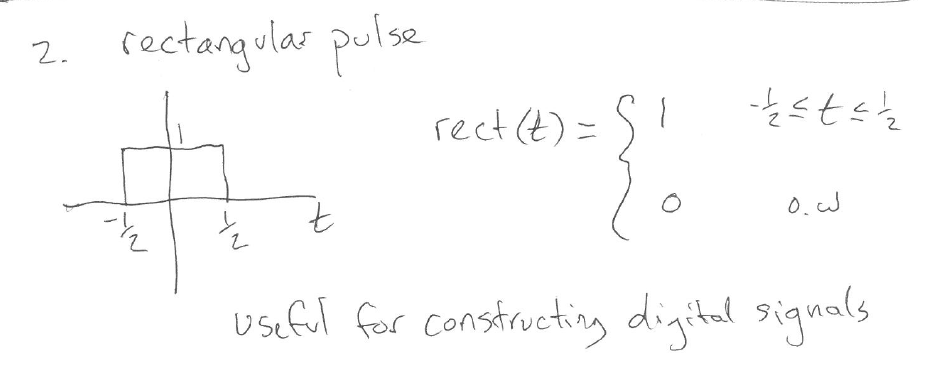 2. rectangular pulse
1
-1/2 1/2 t
rect(t) = { 1 -1/2 ≤ t ≤ 1/2
0 o.w
useful for constructing digital signals